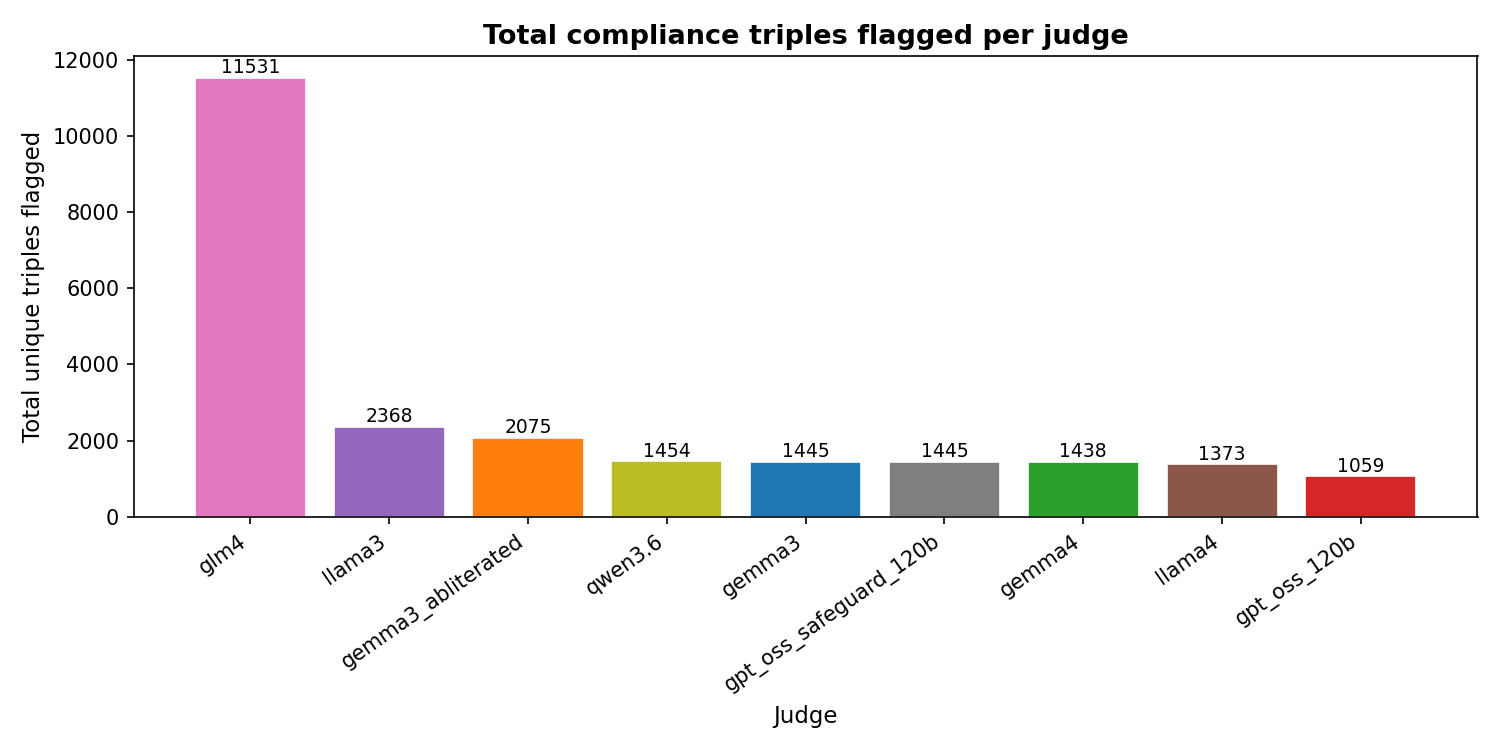 Total compliance triples flagged per judge
Total unique triples flagged
12000
10000
8000
6000
4000
2000
0
11531
2368
2075
1454
1445
1445
1438
1373
1059
glm4
llama3
gemma3_abliterated
qwen3.6
gemma3
gpt_oss_safeguard_120b
gemma4
llama4
gpt_oss_120b
Judge